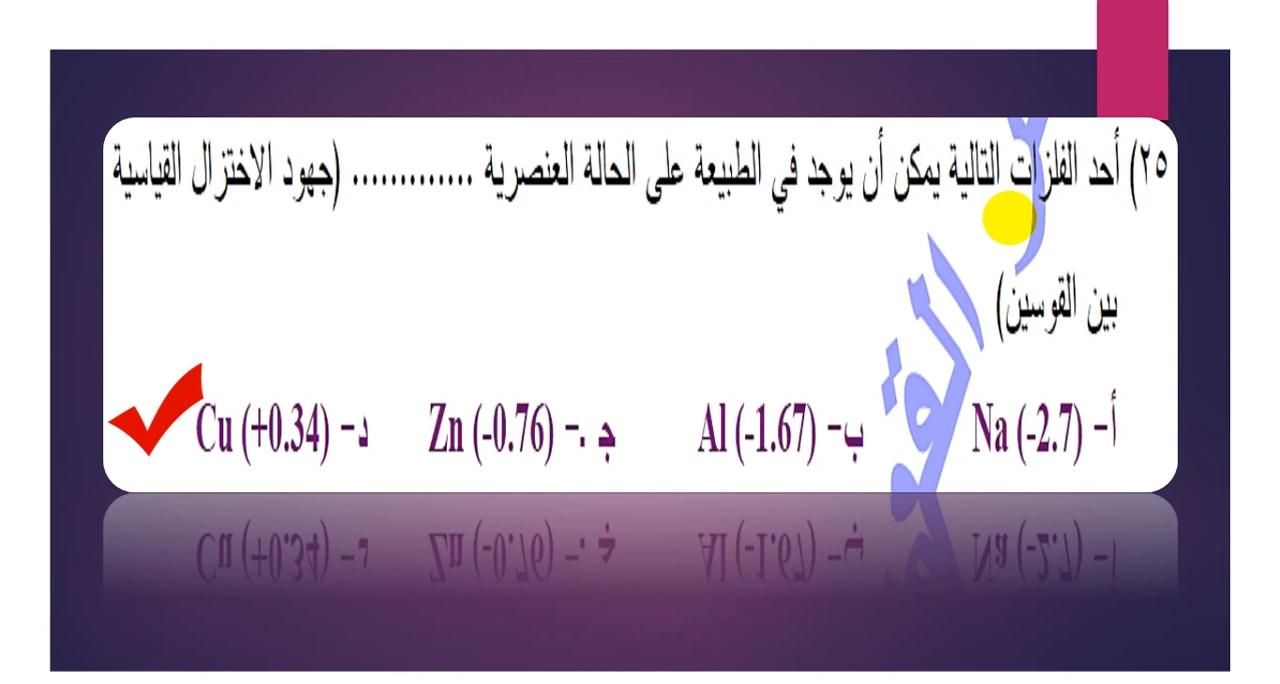 ٢٥) أحد الفلزات التالية يمكن أن يوجد في الطبيعة على الحالة العنصرية ............. (جهود الاختزال القياسية
بين القوسين)
أ- Na (-2.7) ب- Al (-1.67) ج .- Zn (-0.76) د- Cu (+0.34)